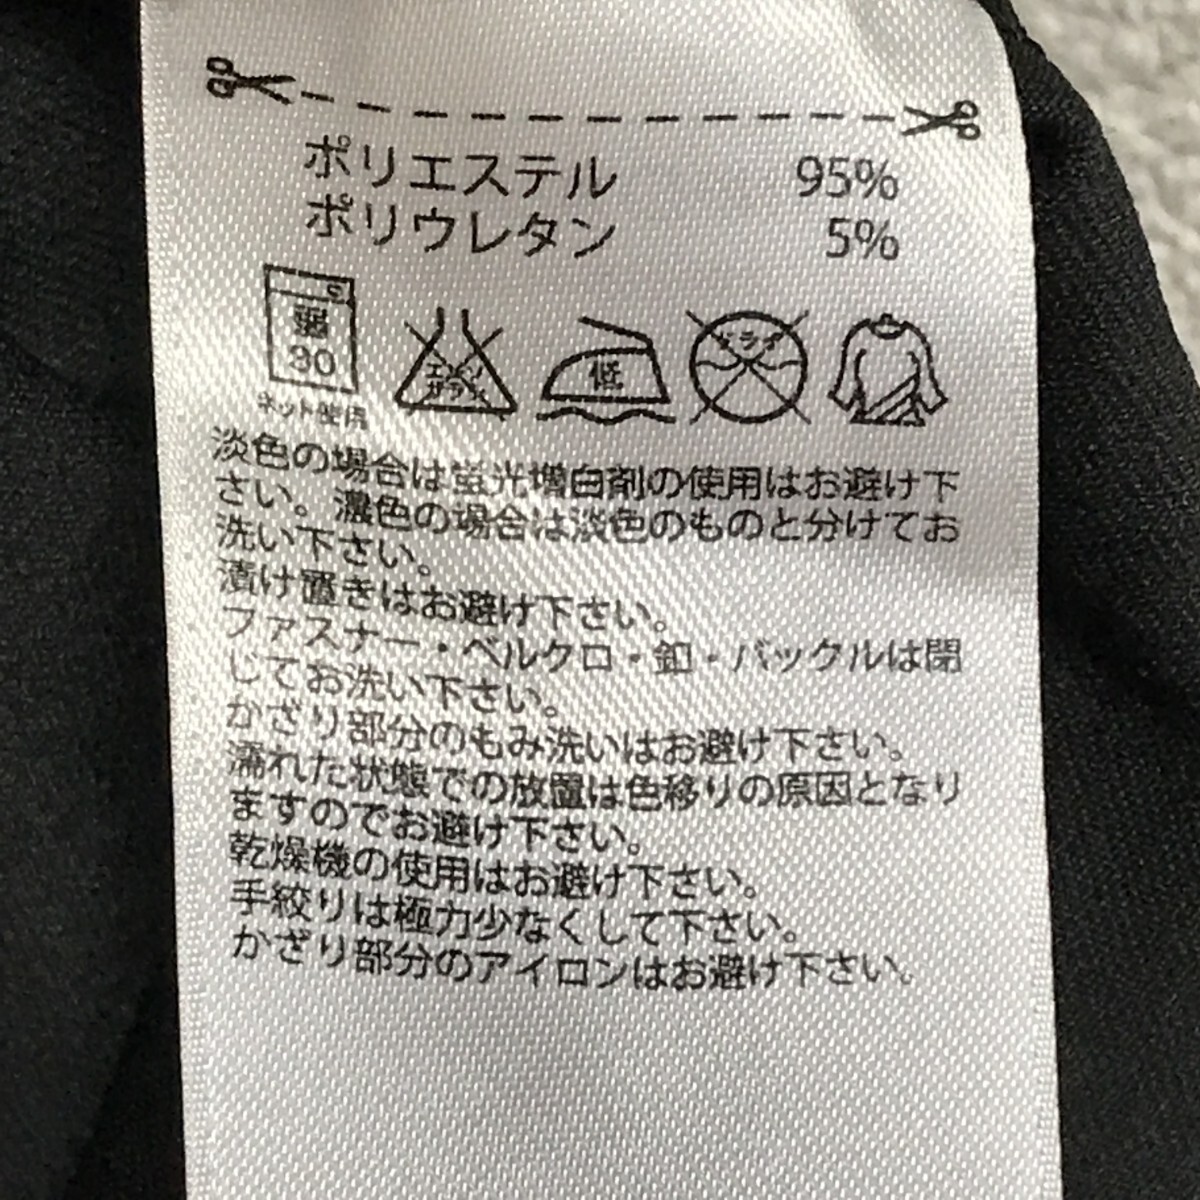 ポリエステル 95%
ポリウレタン 5%
弱
30
ネット使用
エンソ
サラシ
低
ドライ
淡色の場合は蛍光増白剤の使用はお避け下
さい。濃色の場合は淡色のものと分けてお
洗い下さい。
漬け置きはお避け下さい。
ファスナー・ベルクロ・釦・バックルは閉
じてお洗い下さい。
かざり部分のもみ洗いはお避け下さい。
濡れた状態での放置は色移りの原因となり
ますのでお避け下さい。
乾燥機の使用はお避け下さい。
手絞りは極力少なくして下さい。
かざり部分のアイロンはお避け下さい。